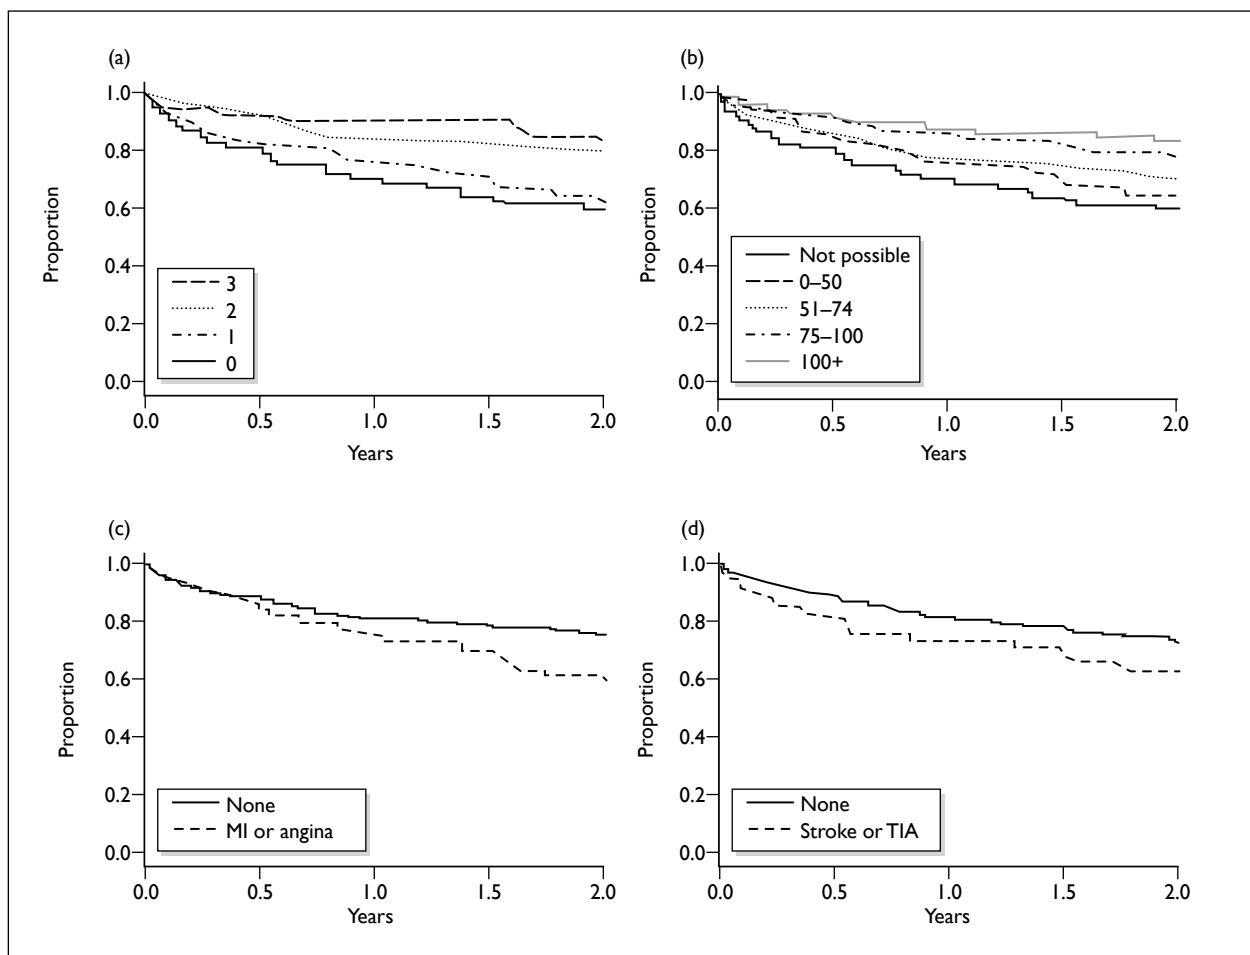 (a)
1.0
0.8
0.6
0.4
0.2
0.0
Proportion
3
2
1
0
0.0 0.5 1.0 1.5 2.0
Years
(b)
1.0
0.8
0.6
0.4
0.2
0.0
Proportion
Not possible
0–50
51–74
75–100
100+
0.0 0.5 1.0 1.5 2.0
Years
(c)
1.0
0.8
0.6
0.4
0.2
0.0
Proportion
None
MI or angina
0.0 0.5 1.0 1.5 2.0
Years
(d)
1.0
0.8
0.6
0.4
0.2
0.0
Proportion
None
Stroke or TIA
0.0 0.5 1.0 1.5 2.0
Years